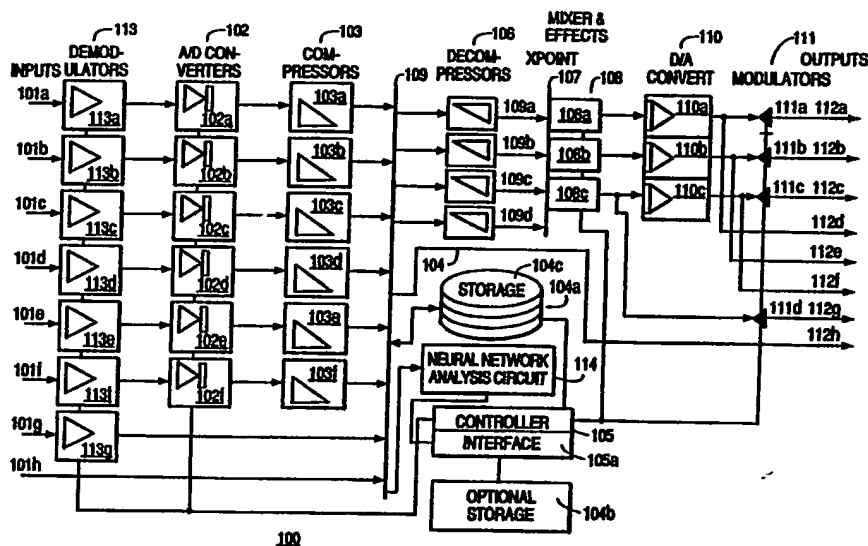 113
102
103
106
MIXER &
EFFECTS
110
111
INPUTS
DEMOD-
ULATORS
A/D CON-
VERTERS
COM-
PRESSORS
109
DECOM-
PRESSORS
XPOINT
107
108
D/A
CONVERT
MODULATORS
OUTPUTS
101a
113a
102a
103a
109a
108a
110a
111a 112a
101b
113b
102b
103b
109b
108b
110b
111b 112b
101c
113c
102c
103c
109c
108c
110c
111c 112c
109d
112d
101d
113d
102d
103d
104
104c
112e
STORAGE
104a
112f
101e
113e
102e
103e
111d 112g
NEURAL NETWORK
ANALYSIS CIRCUIT
114
112h
101f
113f
102f
103f
101g
113g
CONTROLLER
105
INTERFACE
105a
101h
OPTIONAL
STORAGE
104b
100